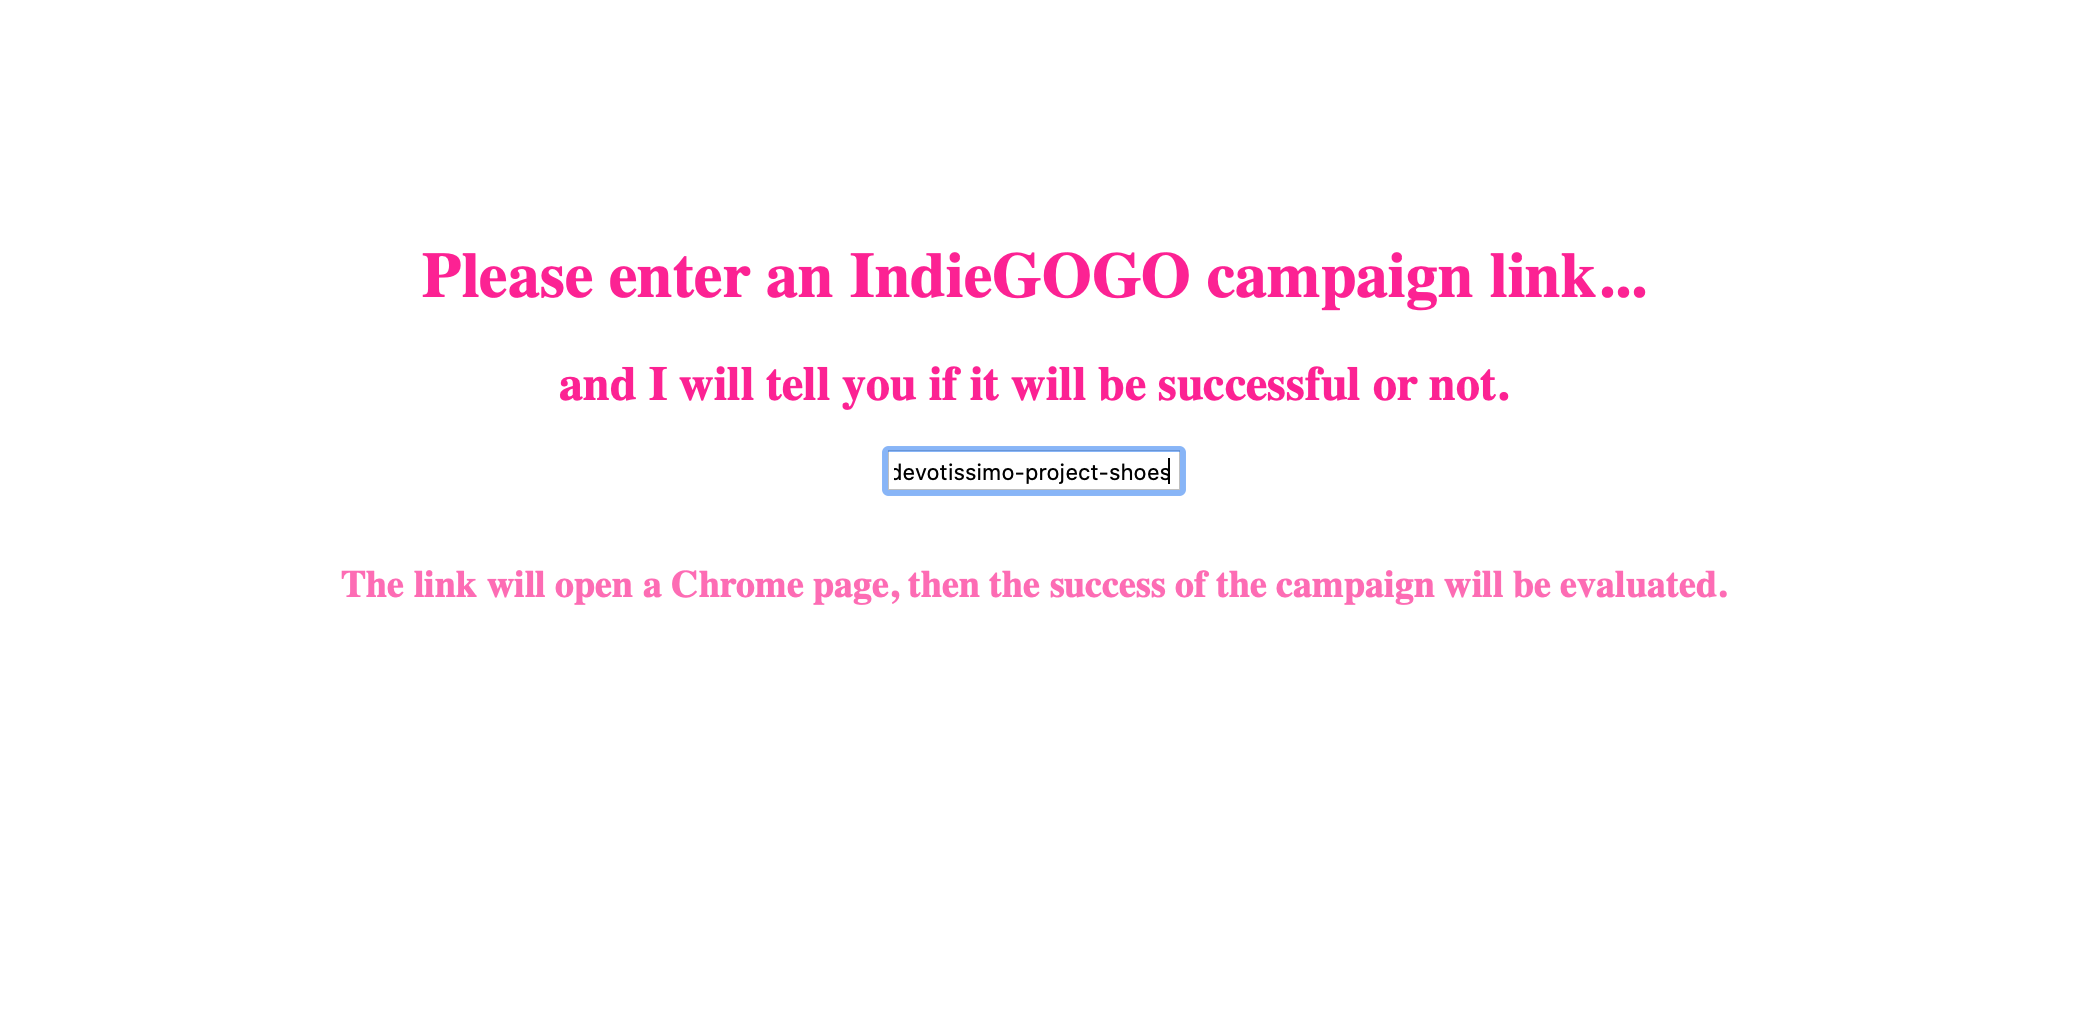 Please enter an IndieGOGO campaign link...
and I will tell you if it will be successful or not.
devotissimo-project-shoes
The link will open a Chrome page, then the success of the campaign will be evaluated.